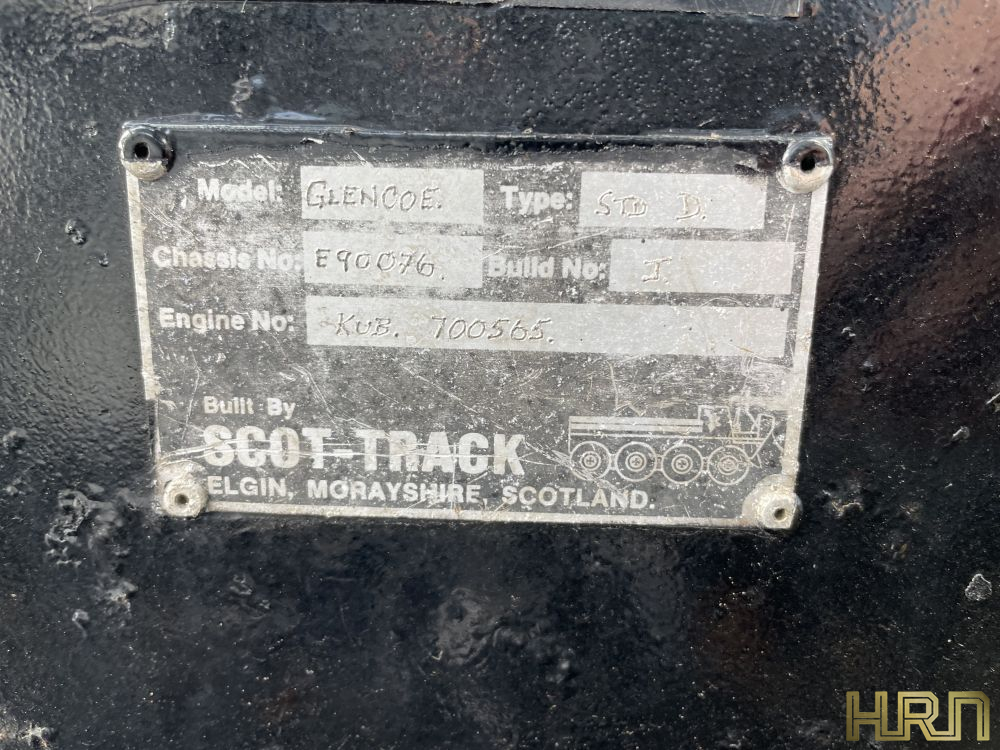 Model: GLENCOE. Type: STD D.
Chassis No: E90076. Build No: I.
Engine No: KUB. 700565.
Built By
SCOT-TRACK
ELGIN, MORAYSHIRE, SCOTLAND.
HRN